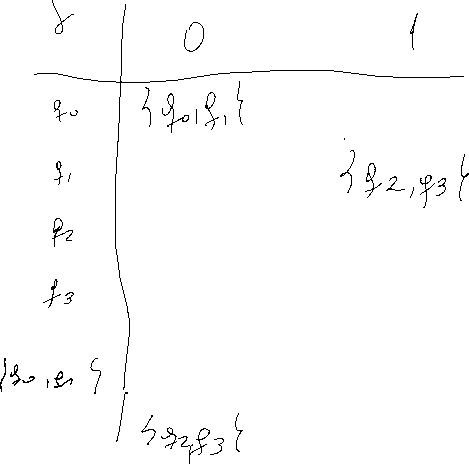 δ 0 1
q0 {q0,q1}
q1 {q2,q3}
q2
q3
{q0,q1}
{q2,q3}